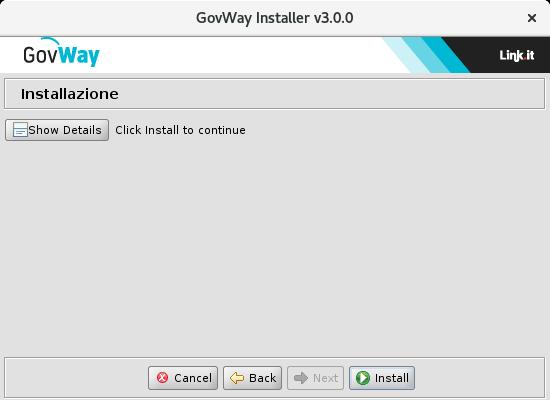 GovWay Installer v3.0.0
GovWay
Link.it
Installazione
Show Details Click Install to continue
Cancel Back Next Install